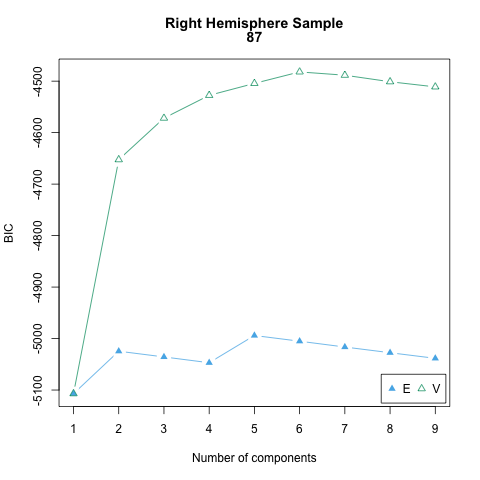 Right Hemisphere Sample
87
BIC
-4500
-4600
-4700
-4800
-4900
-5000
-5100
E V
1 2 3 4 5 6 7 8 9
Number of components